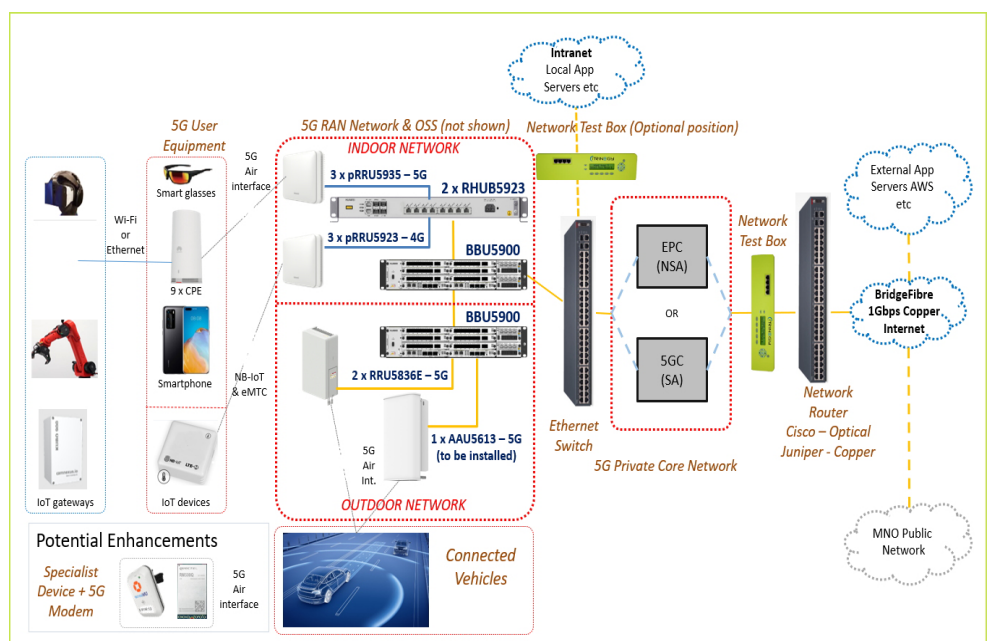 Intranet
Local App
Servers etc
5G RAN Network & OSS (not shown)
Network Test Box (Optional position)
5G User
Equipment
INDOOR NETWORK
5G
Air
interface
Smart glasses
3 x pRRU5935 – 5G
2 x RHUB5923
External App
Servers AWS
etc
Wi-Fi
or
Ethernet
Network
Test Box
3 x pRRU5923 – 4G
BBU5900
EPC
(NSA)
9 x CPE
BridgeFibre
1Gbps Copper
Internet
OR
BBU5900
5GC
(SA)
Smartphone
NB-IoT
& eMTC
2 x RRU5836E – 5G
Network
Router
Cisco – Optical
Juniper - Copper
Ethernet
Switch
1 x AAU5613 – 5G
(to be installed)
5G
Air
Int.
5G Private Core Network
IoT gateways
IoT devices
OUTDOOR NETWORK
MNO Public
Network
Potential Enhancements
Specialist
Device + 5G
Modem
5G
Air
interface
Connected
Vehicles